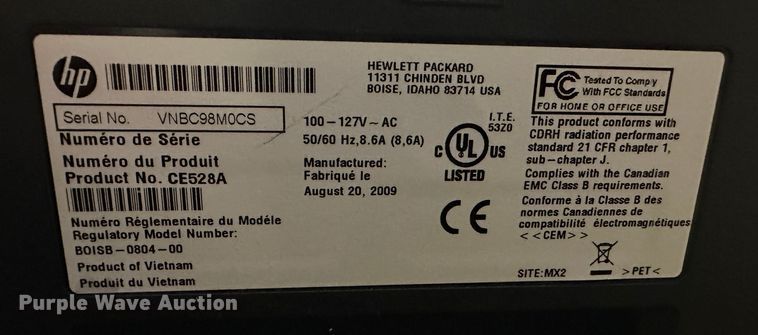 hp
HEWLETT PACKARD
11311 CHINDEN BLVD
BOISE, IDAHO 83714 USA
Serial No. VNBC98M0CS
Numéro de Série
Numéro du Produit
Product No. CE528A
Numéro Réglementaire du Modèle
Regulatory Model Number:
BOISB-0804-00
Product of Vietnam
Produit du Vietnam
100-127V~AC
50/60 Hz,8.6A (8,6A)
Manufactured:
Fabriqué le
August 20, 2009
I.T.E.
53Z0
C UL US
LISTED
CE
FC Tested To Comply
With FCC Standards
FOR HOME OR OFFICE USE
This product conforms with
CDRH radiation performance
standard 21 CFR chapter 1,
sub-chapter J.
Complies with the Canadian
EMC Class B requirements.
Conforme à la Classe B des
normes Canadiennes de
compatibilité électromagnétiques
<<CEM>>
SITE:MX2
>PET<
Purple Wave Auction